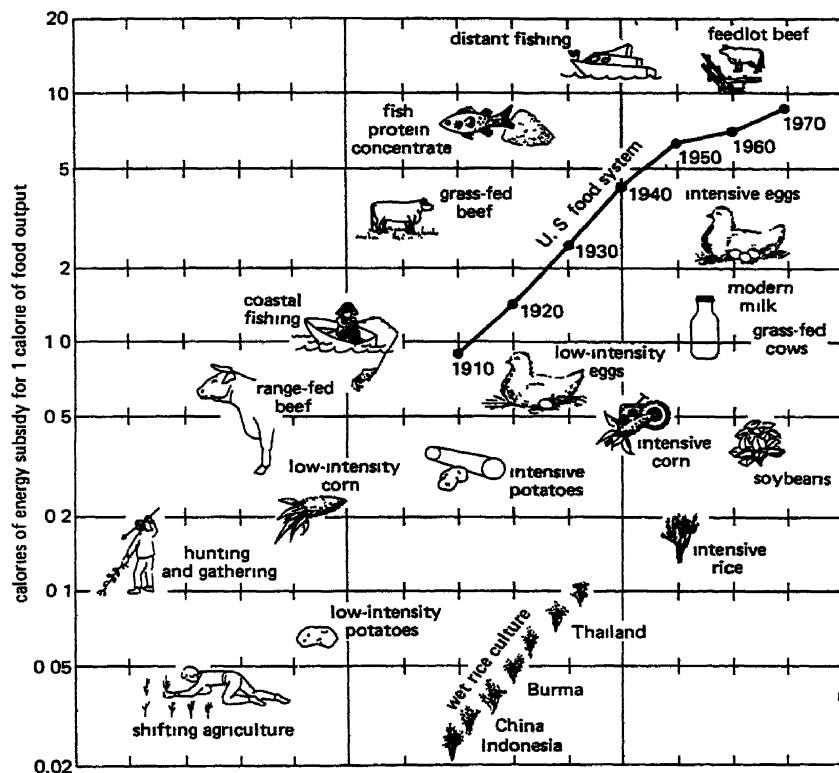 20
distant fishing
feedlot beef
10
fish
protein
concentrate
1970
1960
1950
5
U. S food system
1940
grass-fed
beef
intensive eggs
1930
2
coastal
fishing
1920
modern
milk
grass-fed
cows
1 0
1910
low-intensity
eggs
range-fed
beef
0 5
intensive
corn
soybeans
low-intensity
corn
intensive
potatoes
0 2
hunting
and gathering
intensive
rice
0 1
low-intensity
potatoes
wet rice culture
Thailand
0 05
Burma
shifting agriculture
China
Indonesia
0.02
calories of energy subsidy for 1 calorie of food output